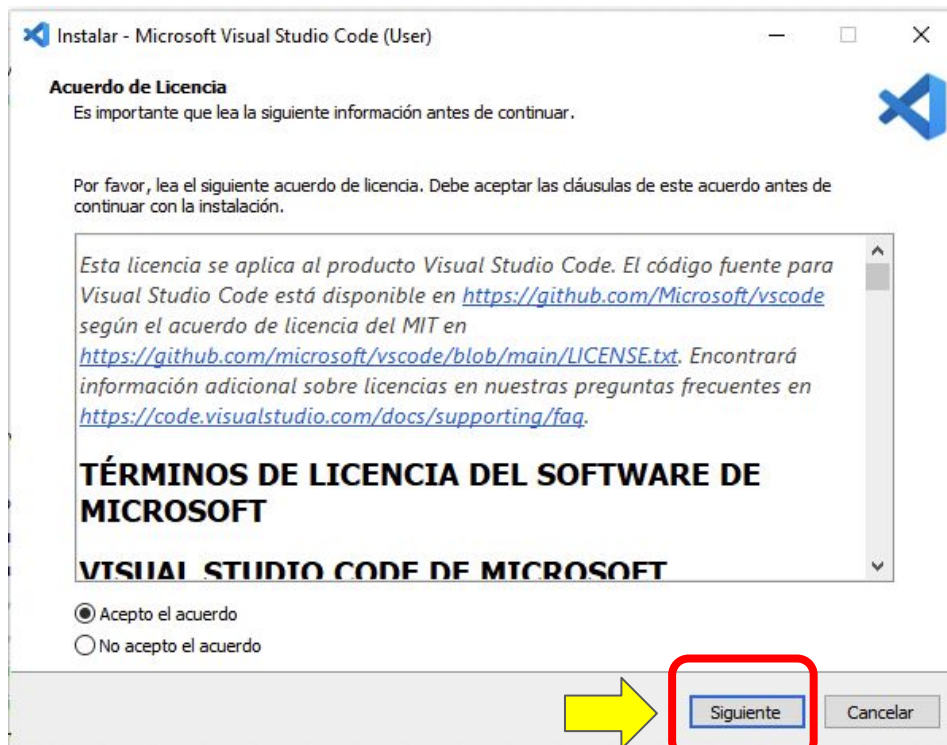 Instalar - Microsoft Visual Studio Code (User)
Acuerdo de Licencia
Es importante que lea la siguiente información antes de continuar.
Por favor, lea el siguiente acuerdo de licencia. Debe aceptar las cláusulas de este acuerdo antes de
continuar con la instalación.
Esta licencia se aplica al producto Visual Studio Code. El código fuente para
Visual Studio Code está disponible en https://github.com/Microsoft/vscode
según el acuerdo de licencia del MIT en
https://github.com/microsoft/vscode/blob/main/LICENSE.txt. Encontrará
información adicional sobre licencias en nuestras preguntas frecuentes en
https://code.visualstudio.com/docs/supporting/faq.
TÉRMINOS DE LICENCIA DEL SOFTWARE DE
MICROSOFT
VISUAL STUDIO CODE DE MICROSOFT
Acepto el acuerdo
No acepto el acuerdo
Siguiente
Cancelar